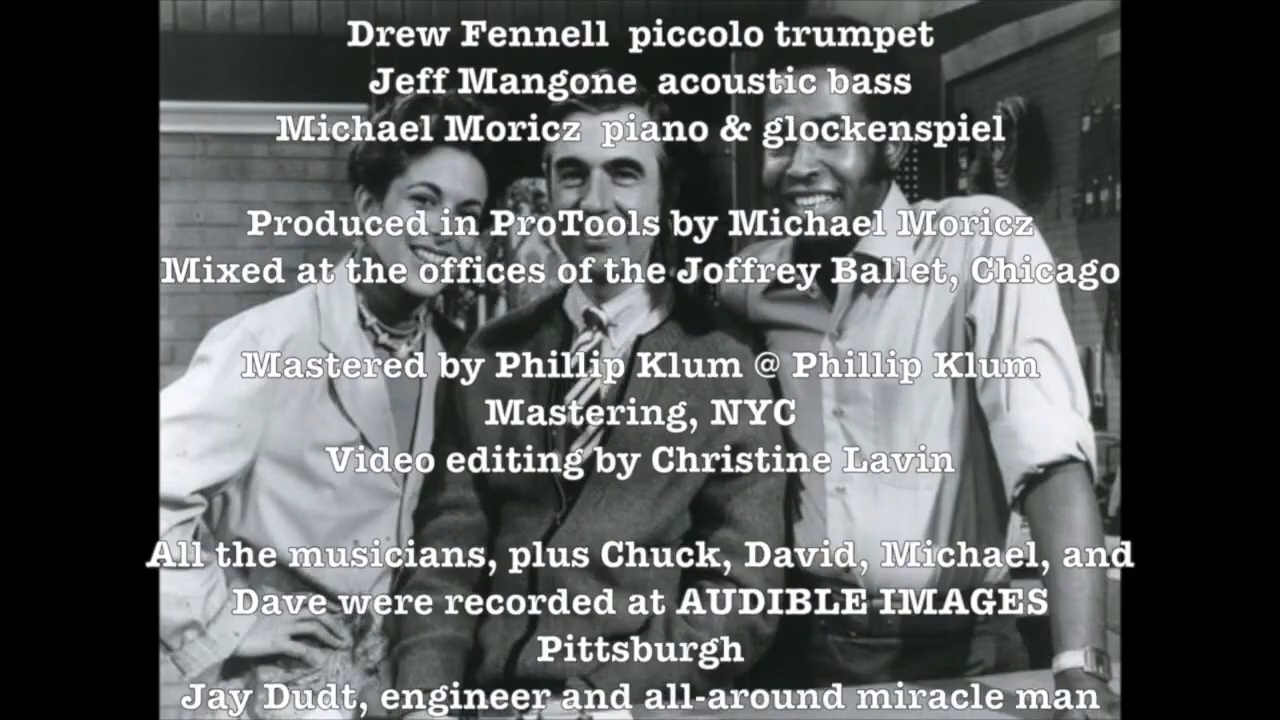 Drew Fennell piccolo trumpet
Jeff Mangone acoustic bass
Michael Moricz piano & glockenspiel
Produced in ProTools by Michael Moricz
Mixed at the offices of the Joffrey Ballet, Chicago
Mastered by Phillip Klum @ Phillip Klum
Mastering, NYC
Video editing by Christine Lavin
All the musicians, plus Chuck, David, Michael, and
Dave were recorded at AUDIBLE IMAGES
Pittsburgh
Jay Dudt, engineer and all-around miracle man